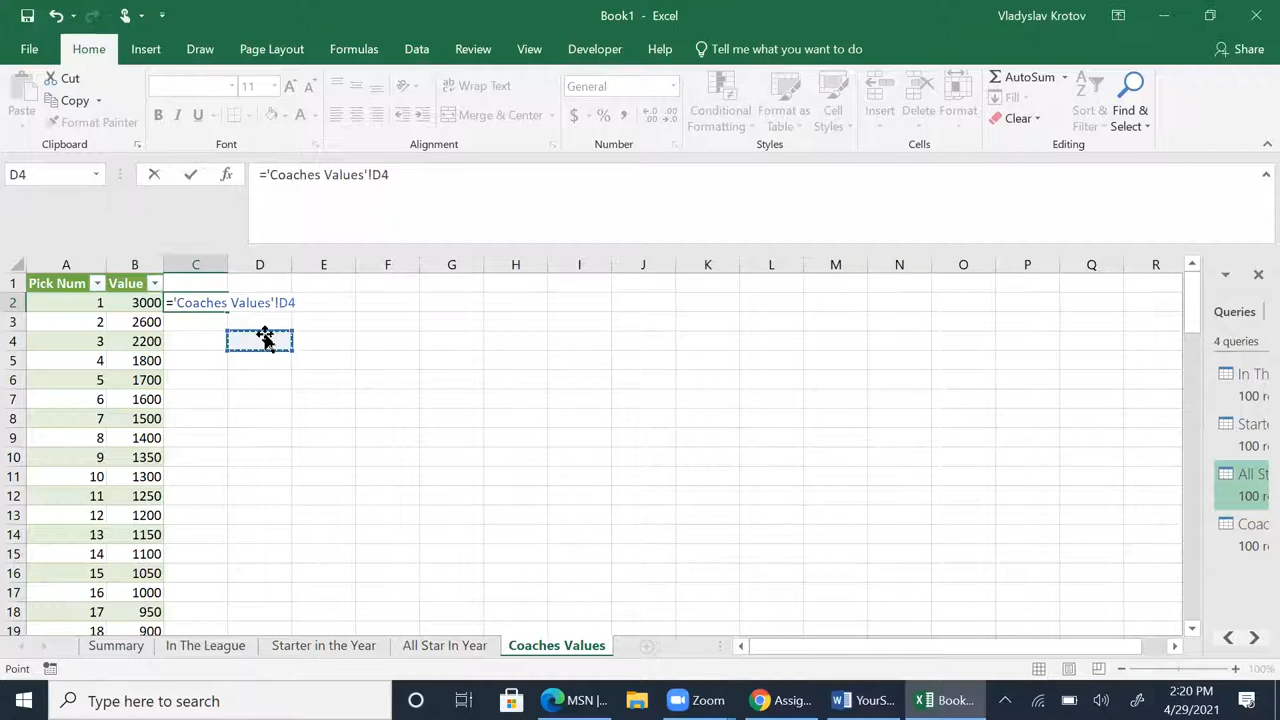 Book1 - Excel
Vladyslav Krotov
File Home Insert Draw Page Layout Formulas Data Review View Developer Help Tell me what you want to do Share
Paste
Cut
Copy
Format Painter
Clipboard
11
B I U A
Font
Wrap Text
Merge & Center
Alignment
General
$ % ,
Number
Conditional Formatting
Format as Table
Cell Styles
Styles
Insert Delete Format
Cells
AutoSum
Fill
Clear
Sort & Filter
Find & Select
Editing
D4 fx ='Coaches Values'!D4
A B C D E F G H I J K L M N O P Q R
1 Pick Num Value
2 1 3000 ='Coaches Values'!D4
3 2 2600
4 3 2200
5 4 1800
6 5 1700
7 6 1600
8 7 1500
9 8 1400
10 9 1350
11 10 1300
12 11 1250
13 12 1200
14 13 1150
15 14 1100
16 15 1050
17 16 1000
18 17 950
19 18 900
Queries
4 queries
In Th
100 r
Starte
100 r
All St
100 r
Coac
100 r
Summary In The League Starter in the Year All Star In Year Coaches Values
Point 100%
Type here to search MSN |... Zoom Assig... YourS... Book...
2:20 PM
4/29/2021